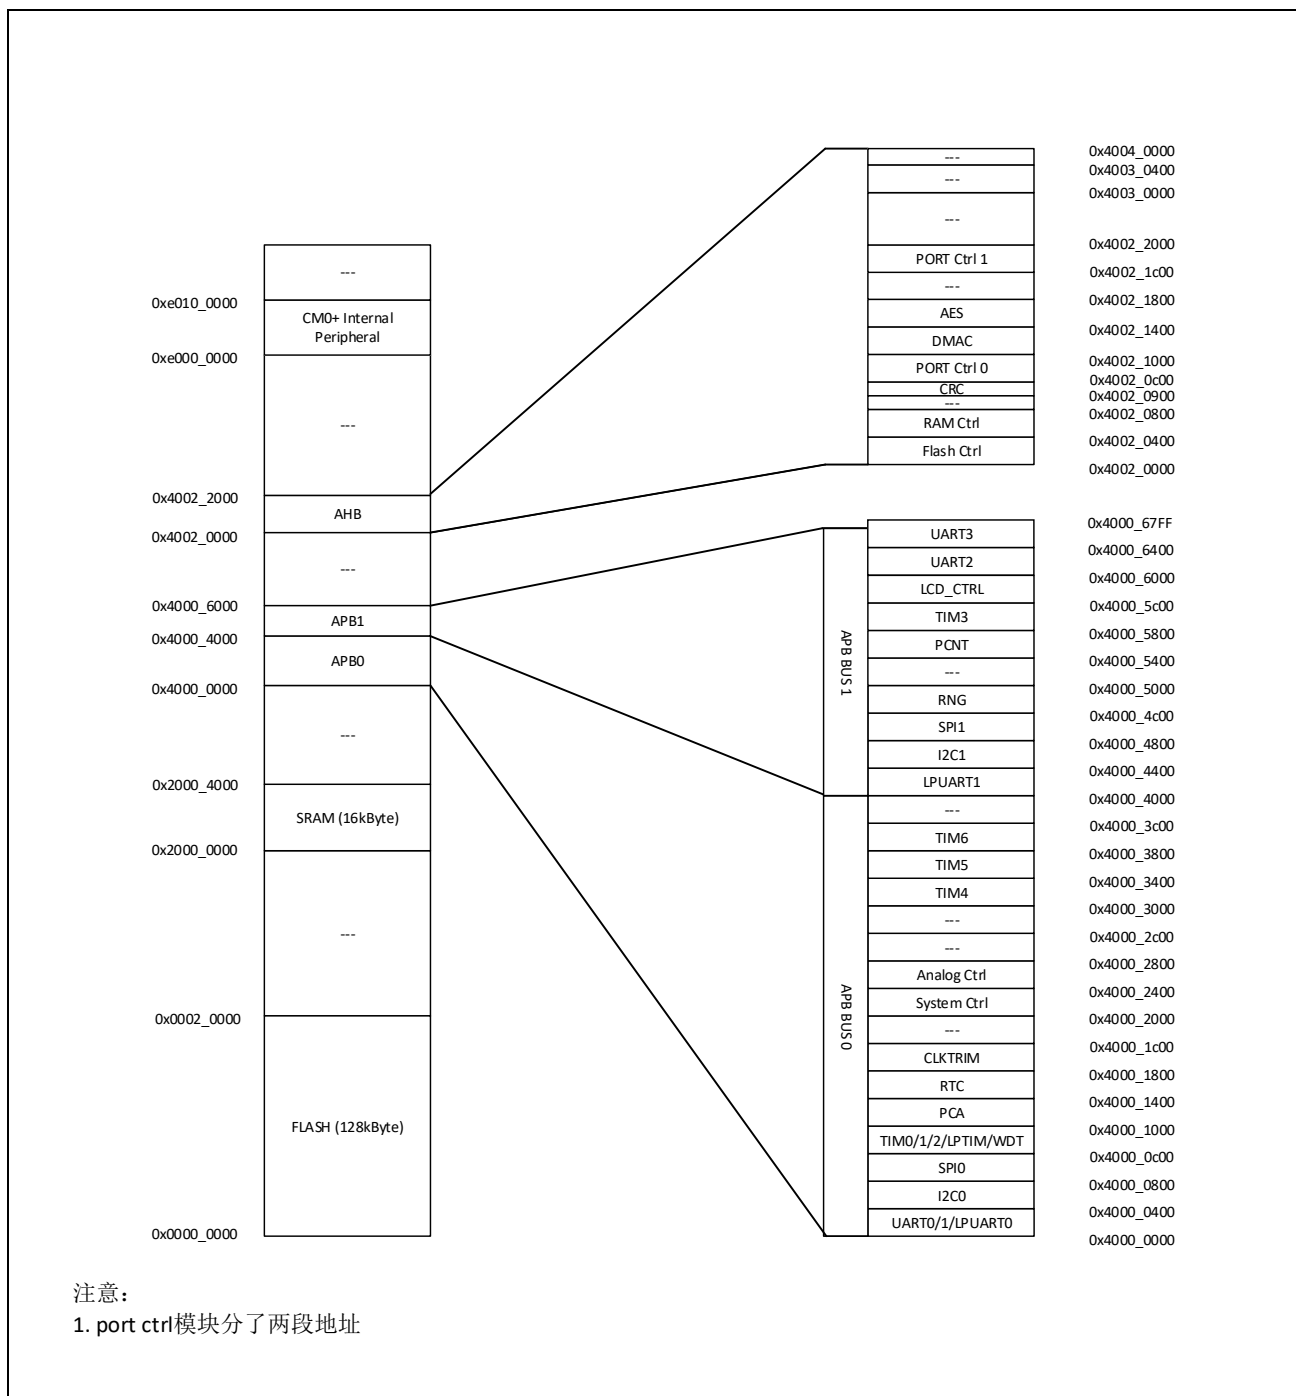 ---
0xe010_0000
CM0+ Internal
Peripheral
0xe000_0000
---
0x4002_2000
AHB
0x4002_0000
---
0x4000_6000
APB1
0x4000_4000
APB0
0x4000_0000
---
0x2000_4000
SRAM (16kByte)
0x2000_0000
---
0x0002_0000
FLASH (128kByte)
0x0000_0000
0x4004_0000
---
0x4003_0400
---
0x4003_0000
---
0x4002_2000
PORT Ctrl 1
0x4002_1c00
---
0x4002_1800
AES
0x4002_1400
DMAC
0x4002_1000
PORT Ctrl 0
0x4002_0c00
CRC
0x4002_0900
---
0x4002_0800
RAM Ctrl
0x4002_0400
Flash Ctrl
0x4002_0000
APB BUS 1
0x4000_67FF
UART3
0x4000_6400
UART2
0x4000_6000
LCD_CTRL
0x4000_5c00
TIM3
0x4000_5800
PCNT
0x4000_5400
---
0x4000_5000
RNG
0x4000_4c00
SPI1
0x4000_4800
I2C1
0x4000_4400
LPUART1
0x4000_4000
APB BUS 0
---
0x4000_3c00
TIM6
0x4000_3800
TIM5
0x4000_3400
TIM4
0x4000_3000
---
0x4000_2c00
---
0x4000_2800
Analog Ctrl
0x4000_2400
System Ctrl
0x4000_2000
---
0x4000_1c00
CLKTRIM
0x4000_1800
RTC
0x4000_1400
PCA
0x4000_1000
TIM0/1/2/LPTIM/WDT
0x4000_0c00
SPI0
0x4000_0800
I2C0
0x4000_0400
UART0/1/LPUART0
0x4000_0000
注意：
1. port ctrl模块分了两段地址